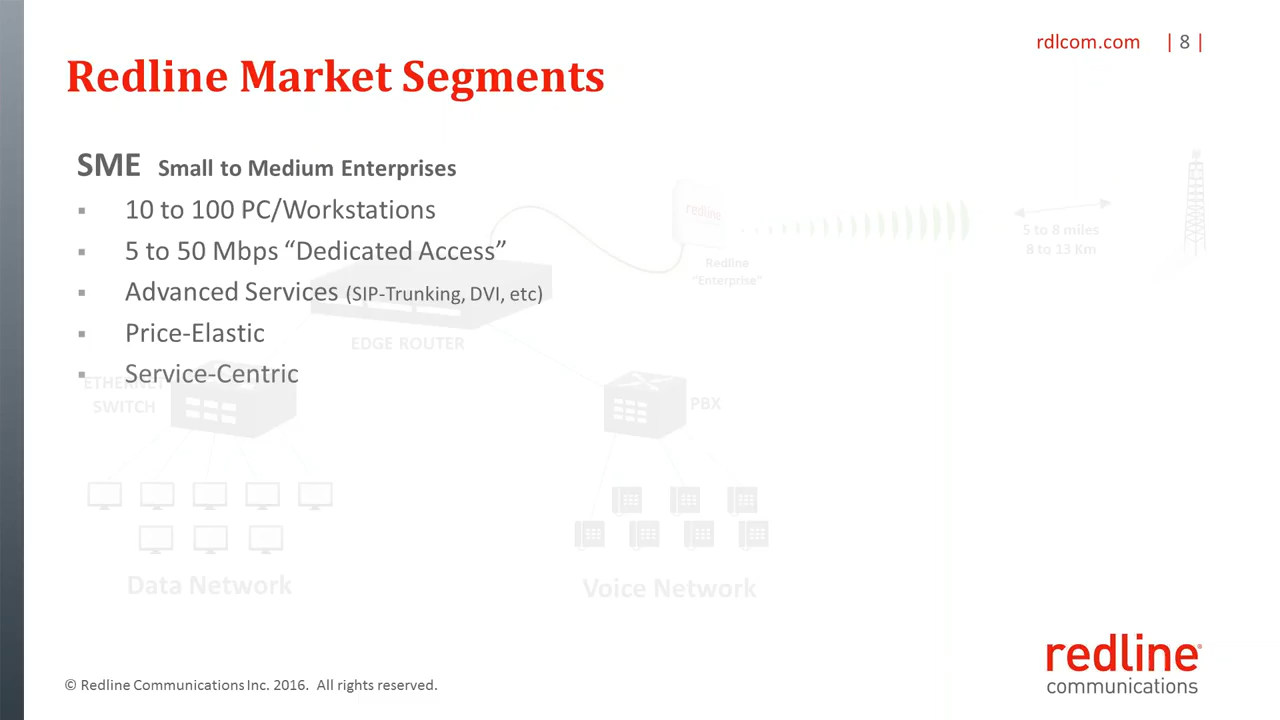 rdlcom.com | 8 |
Redline Market Segments
SME Small to Medium Enterprises
▪ 10 to 100 PC/Workstations
▪ 5 to 50 Mbps “Dedicated Access”
▪ Advanced Services (SIP-Trunking, DVI, etc)
▪ Price-Elastic
▪ Service-Centric
redline
Redline
“Enterprise”
5 to 8 miles
8 to 13 Km
EDGE ROUTER
ETHERNET
SWITCH
PBX
Data Network
Voice Network
© Redline Communications Inc. 2016. All rights reserved.
redline®
communications